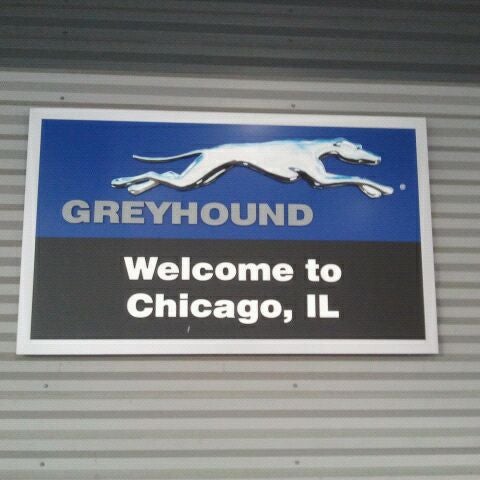 GREYHOUND
Welcome to
Chicago, IL